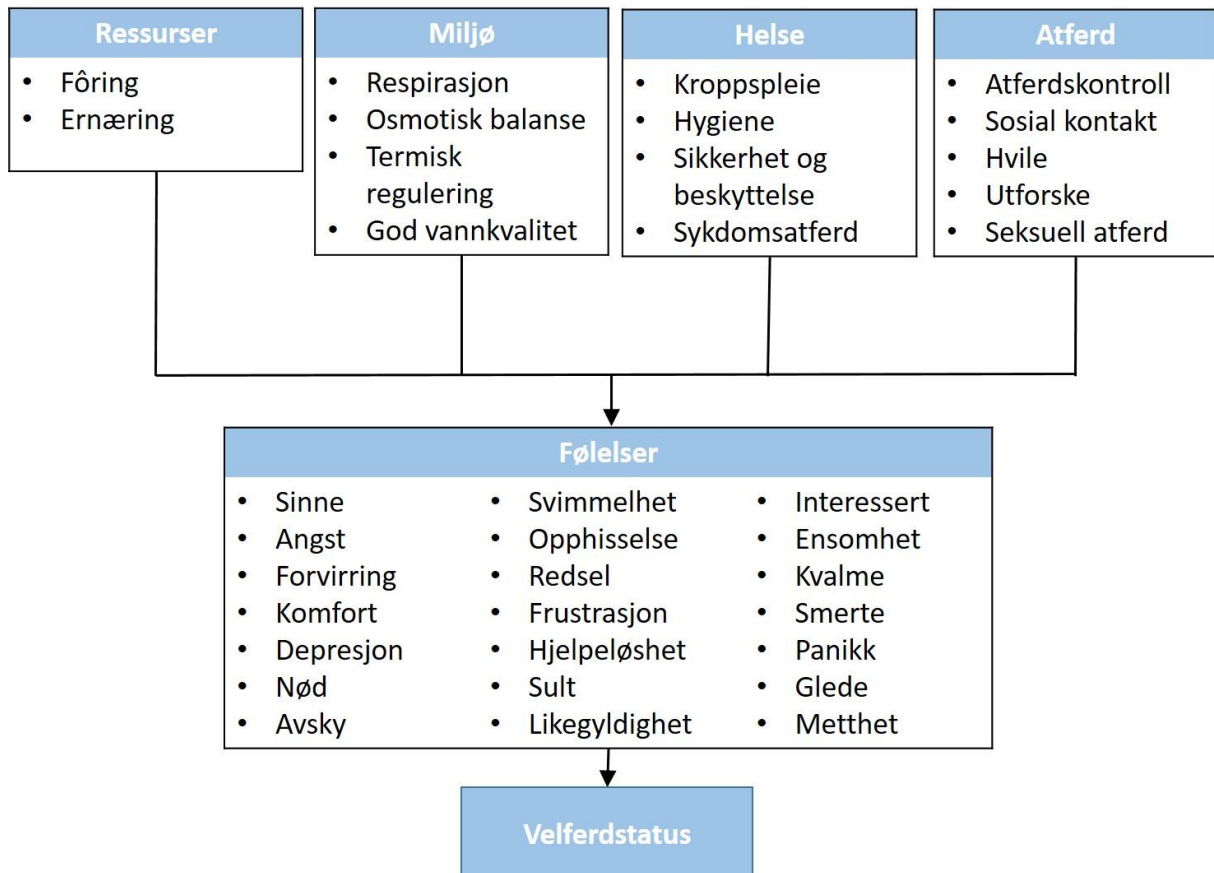 Ressurser
• Fôring
• Ernæring
Miljø
• Respirasjon
• Osmotisk balanse
• Termisk
regulering
• God vannkvalitet
Helse
• Kroppspleie
• Hygiene
• Sikkerhet og
beskyttelse
• Sykdomsatferd
Atferd
• Atferdskontroll
• Sosial kontakt
• Hvile
• Utforske
• Seksuell atferd
Følelser
• Sinne
• Angst
• Forvirring
• Komfort
• Depresjon
• Nød
• Avsky
• Svimmelhet
• Opphisselse
• Redsel
• Frustrasjon
• Hjelpeløshet
• Sult
• Likegyldighet
• Interessert
• Ensomhet
• Kvalme
• Smerte
• Panikk
• Glede
• Metthet
Velferdstatus